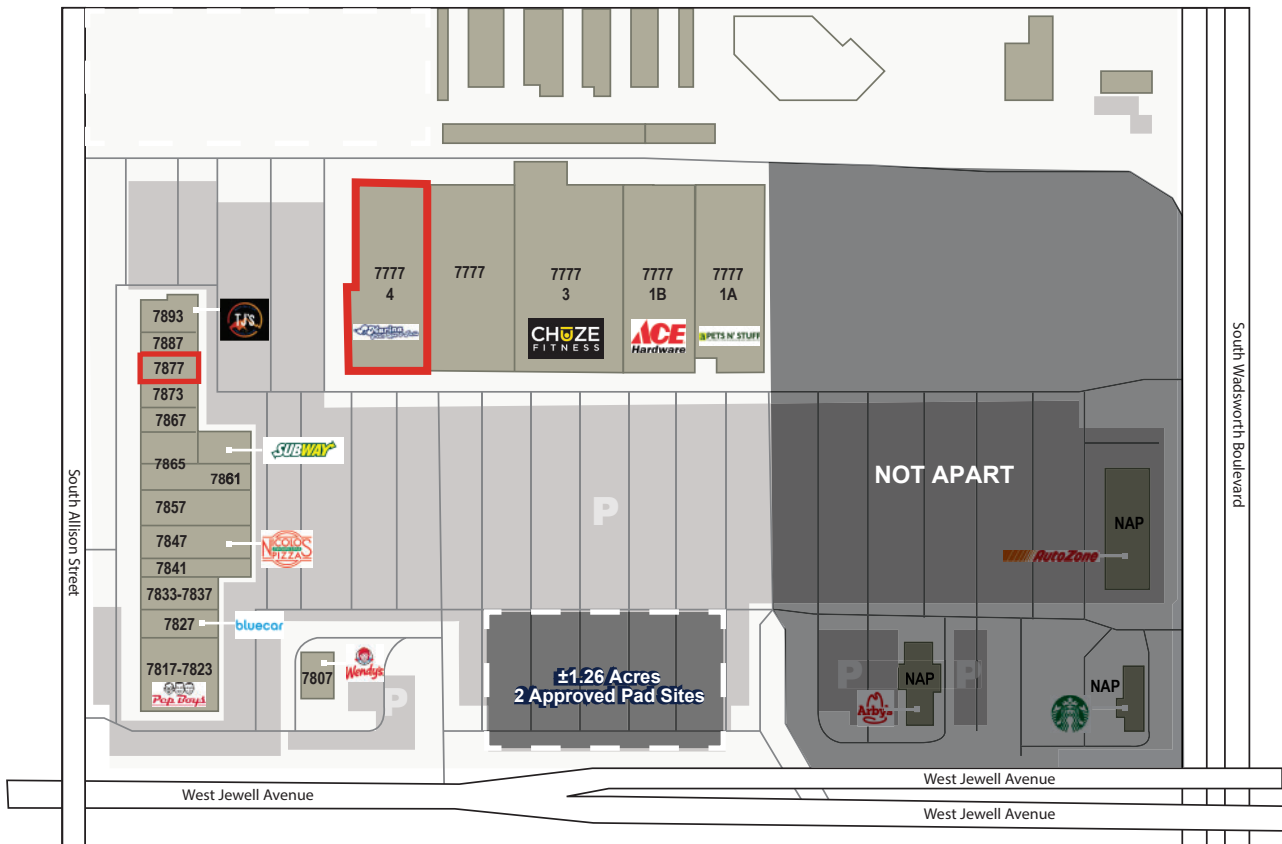 7777
4
7777
7777
3
7777
1B
7777
1A
CHUZE
FITNESS
ACE
Hardware
PETS N' STUFF
7893
TJ'S
7887
7877
7873
7867
SUBWAY
7865
7861
7857
7847
NICOLO'S
PIZZA
7841
7833-7837
7827
bluecar
7817-7823
Pep Boys
7807
Wendy's
P
P
±1.26 Acres
2 Approved Pad Sites
NOT APART
NAP
AutoZone
P
NAP
P
Arby's
NAP
South Allison Street
South Wadsworth Boulevard
West Jewell Avenue
West Jewell Avenue
West Jewell Avenue